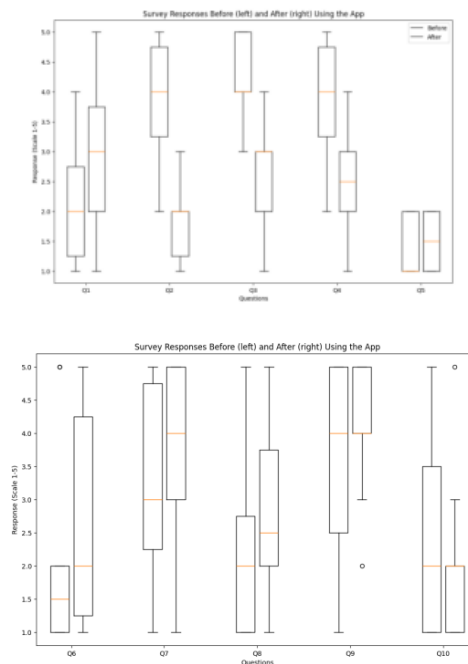 Survey Responses Before (left) and After (right) Using the App
Before
After
5.0
4.5
4.0
3.5
3.0
2.5
2.0
1.5
1.0
Response (Scale 1-5)
Q1 Q2 Q3 Q4 Q5
Questions
Survey Responses Before (left) and After (right) Using the App
5.0
4.5
4.0
3.5
3.0
2.5
2.0
1.5
1.0
Response (Scale 1-5)
Q6 Q7 Q8 Q9 Q10
Questions